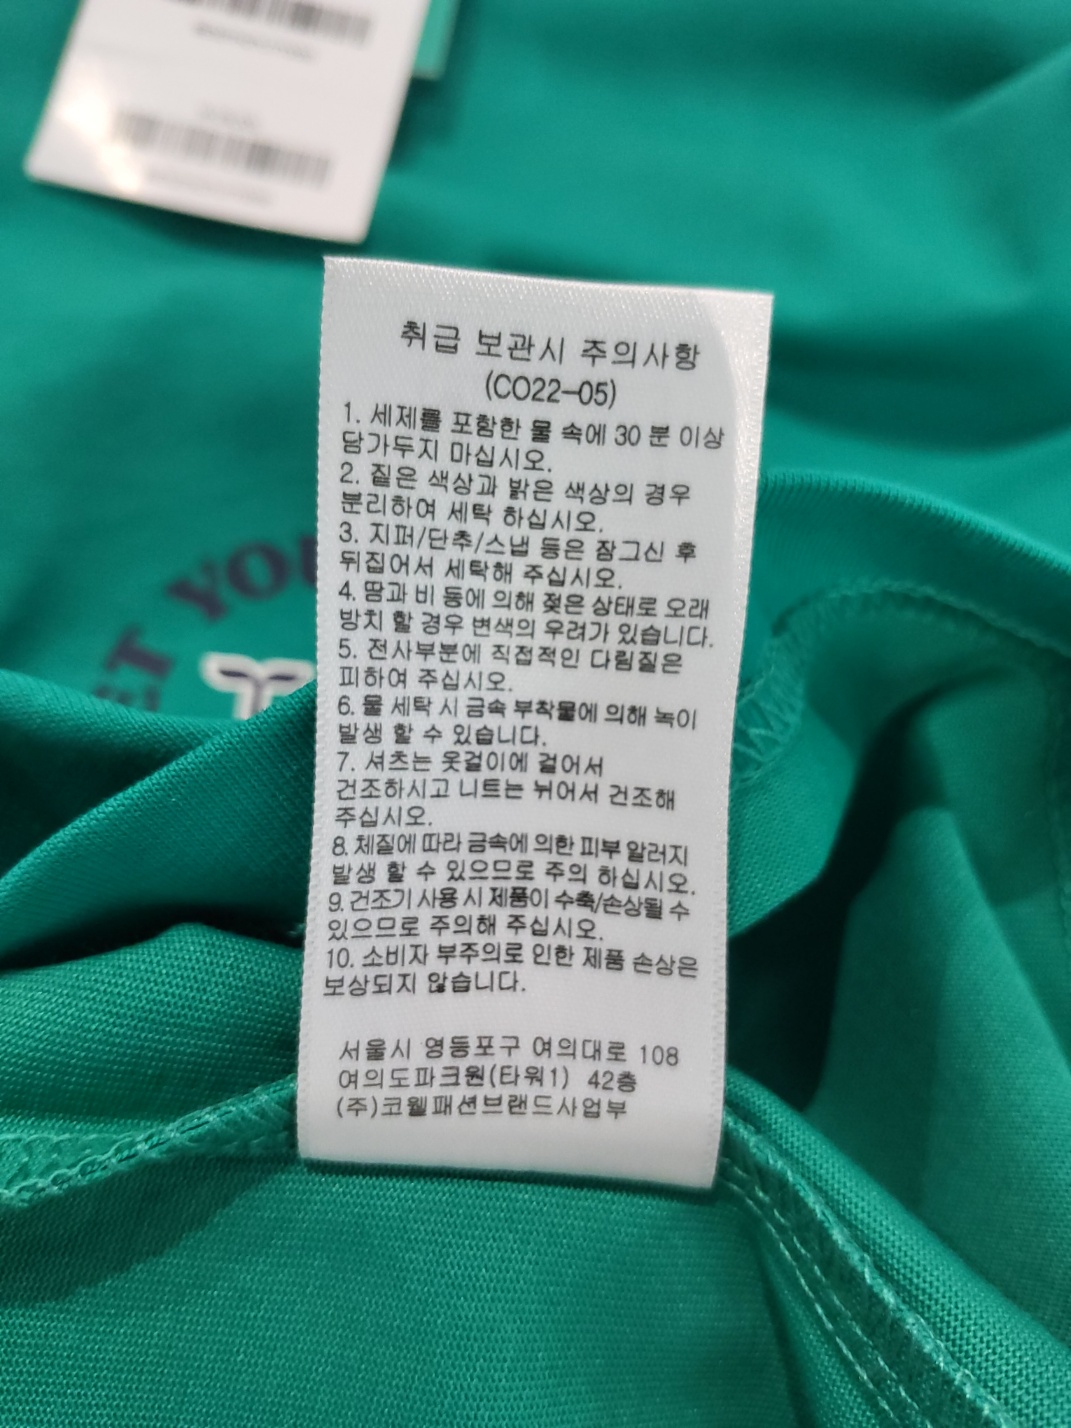 취급 보관시 주의사항
(CO22-05)
1. 세제를 포함한 물 속에 30 분 이상
담가두지 마십시오.
2. 짙은 색상과 밝은 색상의 경우
분리하여 세탁 하십시오.
3. 지퍼/단추/스냅 등은 잠그신 후
뒤집어서 세탁해 주십시오.
4. 땀과 비 등에 의해 젖은 상태로 오래
방치 할 경우 변색의 우려가 있습니다.
5. 전사부분에 직접적인 다림질은
피하여 주십시오.
6. 물 세탁 시 금속 부착물에 의해 녹이
발생 할 수 있습니다.
7. 셔츠는 옷걸이에 걸어서
건조하시고 니트는 뉘어서 건조해
주십시오.
8. 체질에 따라 금속에 의한 피부 알러지
발생 할 수 있으므로 주의 하십시오.
9. 건조기 사용 시 제품이 수축/손상될 수
있으므로 주의해 주십시오.
10. 소비자 부주의로 인한 제품 손상은
보상되지 않습니다.
서울시 영등포구 여의대로 108
여의도파크원(타워1) 42층
(주)코웰패션브랜드사업부